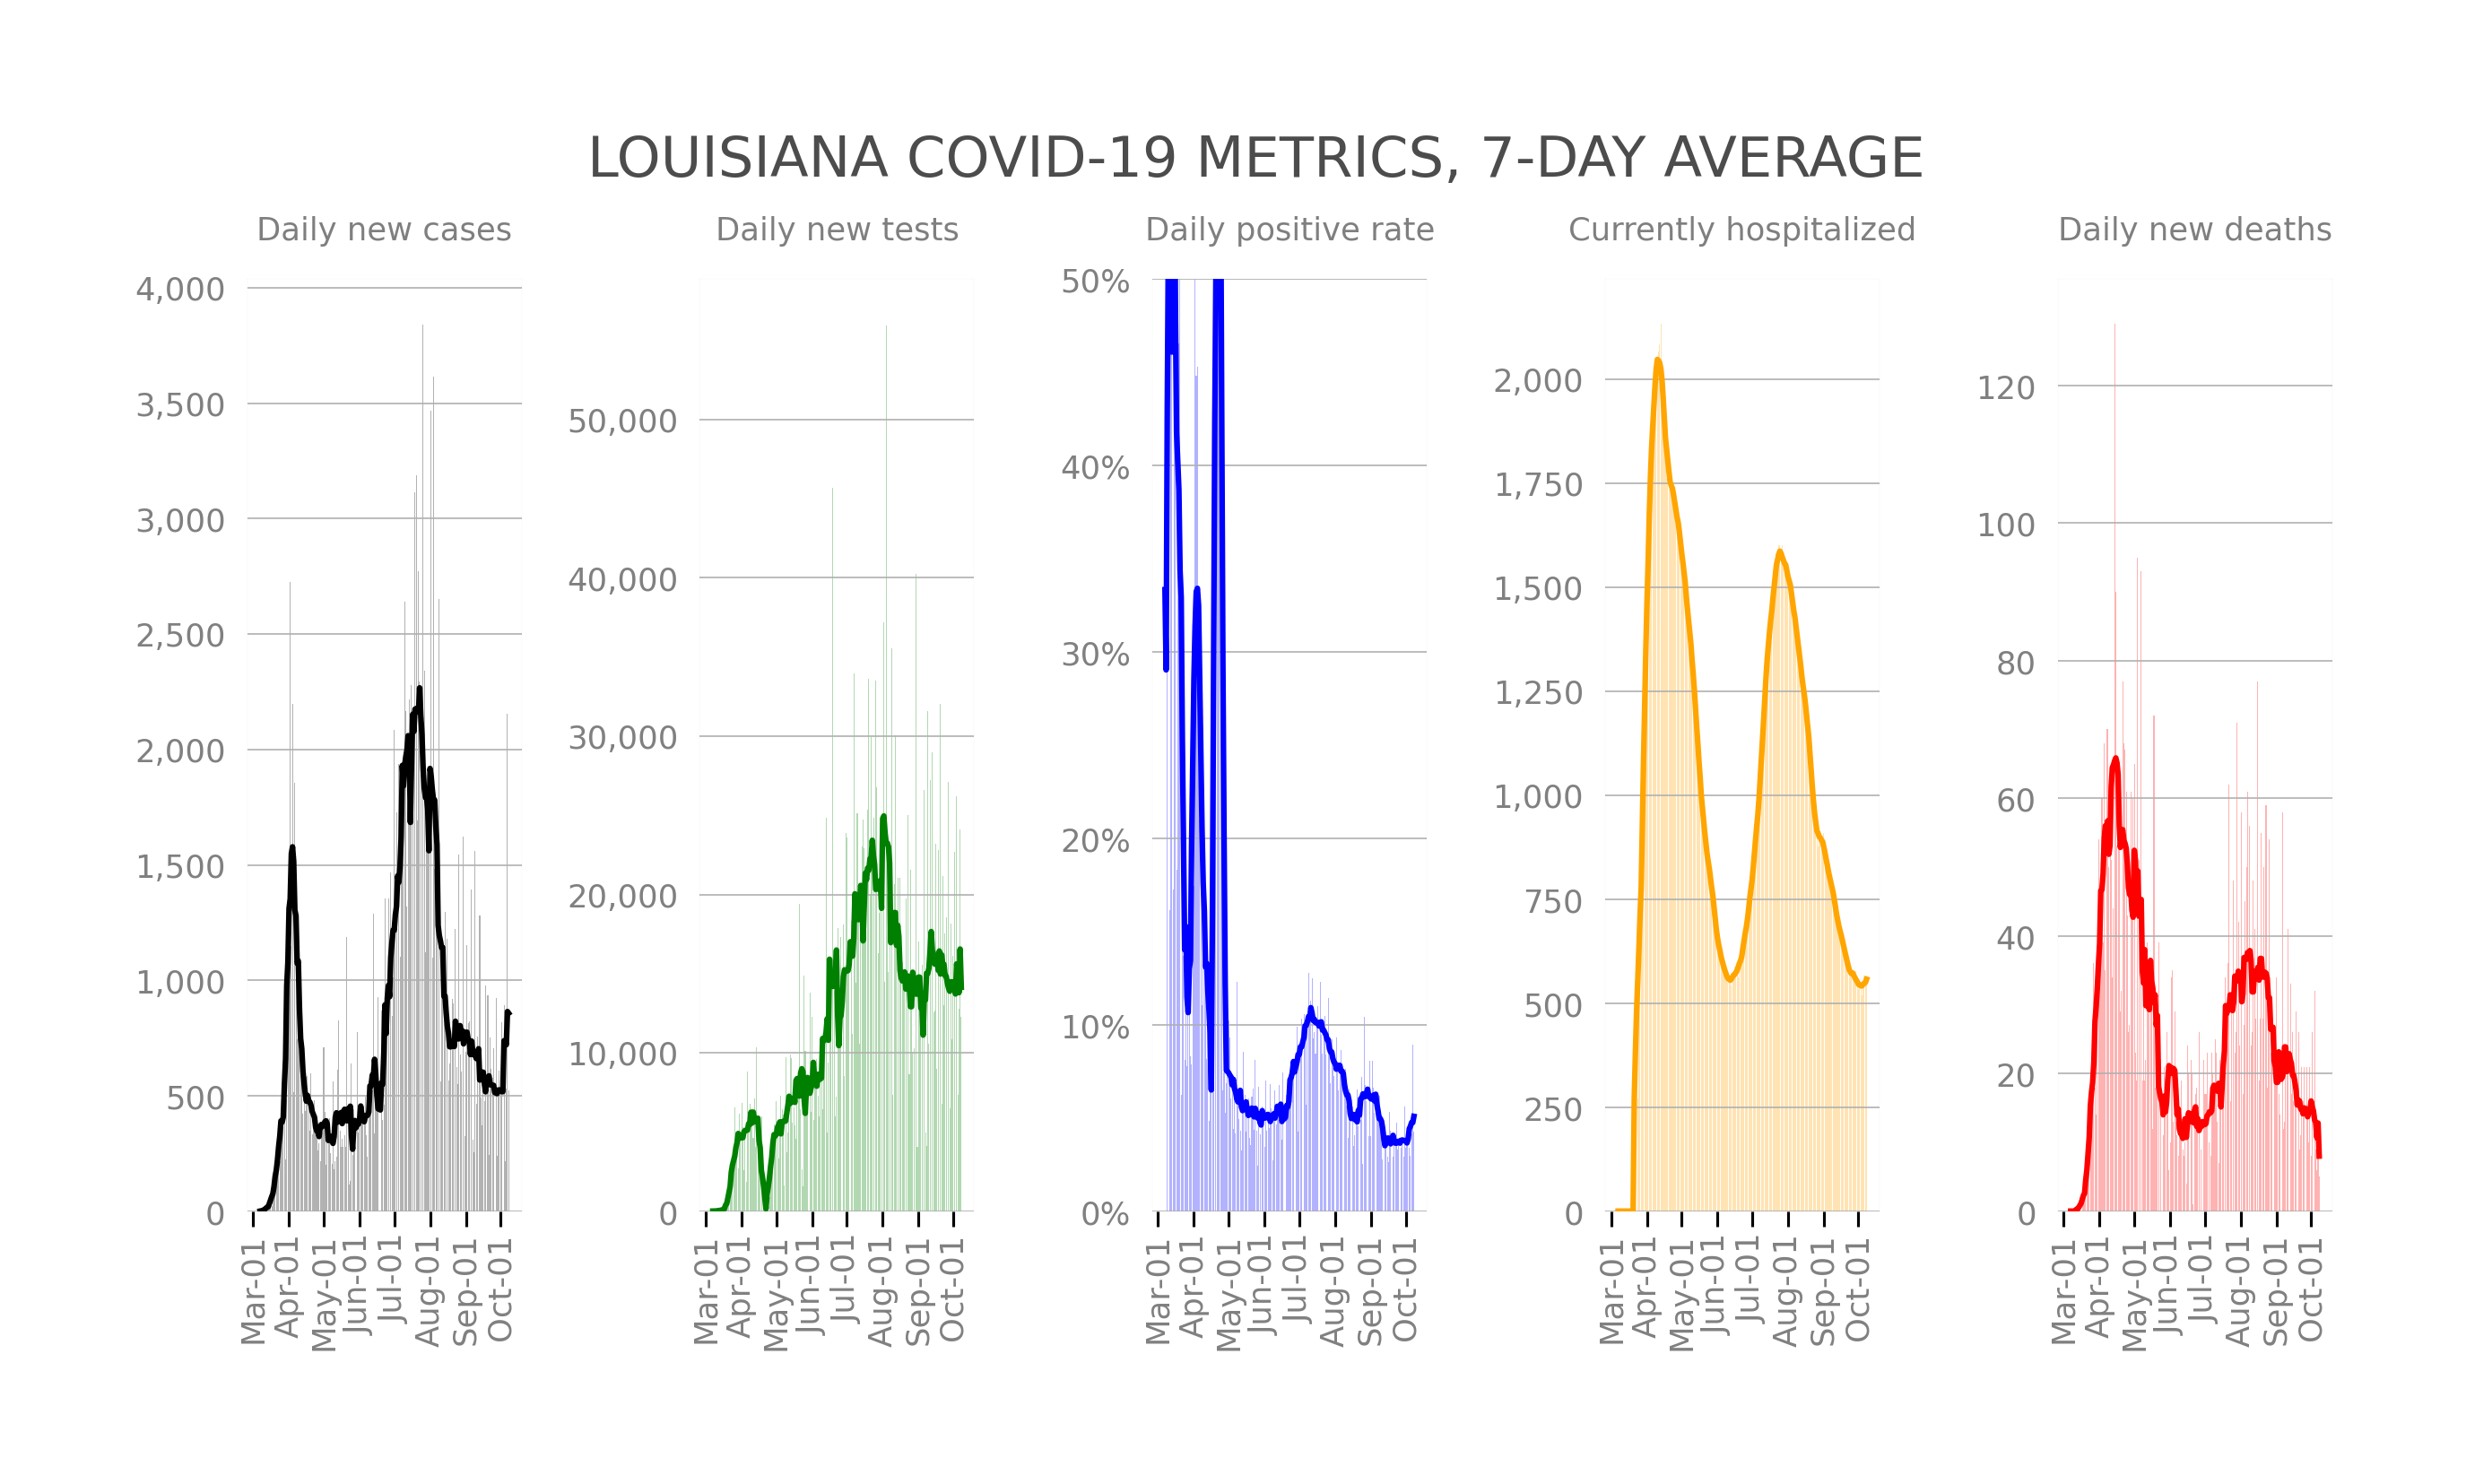 LOUISIANA COVID-19 METRICS, 7-DAY AVERAGE
Daily new cases
4,000
3,500
3,000
2,500
2,000
1,500
1,000
500
0
Mar-01
Apr-01
May-01
Jun-01
Jul-01
Aug-01
Sep-01
Oct-01
Daily new tests
50,000
40,000
30,000
20,000
10,000
0
Mar-01
Apr-01
May-01
Jun-01
Jul-01
Aug-01
Sep-01
Oct-01
Daily positive rate
50%
40%
30%
20%
10%
0%
Mar-01
Apr-01
May-01
Jun-01
Jul-01
Aug-01
Sep-01
Oct-01
Currently hospitalized
2,000
1,750
1,500
1,250
1,000
750
500
250
0
Mar-01
Apr-01
May-01
Jun-01
Jul-01
Aug-01
Sep-01
Oct-01
Daily new deaths
120
100
80
60
40
20
0
Mar-01
Apr-01
May-01
Jun-01
Jul-01
Aug-01
Sep-01
Oct-01